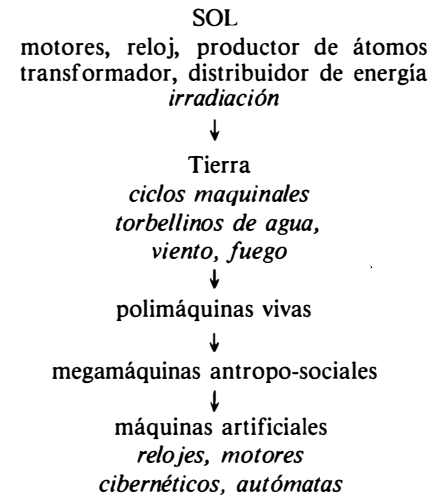 SOL
motores, reloj, productor de átomos
transformador, distribuidor de energía
irradiación
↓
Tierra
ciclos maquinales
torbellinos de agua,
viento, fuego
↓
polimáquinas vivas
↓
megamáquinas antropo-sociales
↓
máquinas artificiales
relojes, motores
cibernéticos, autómatas